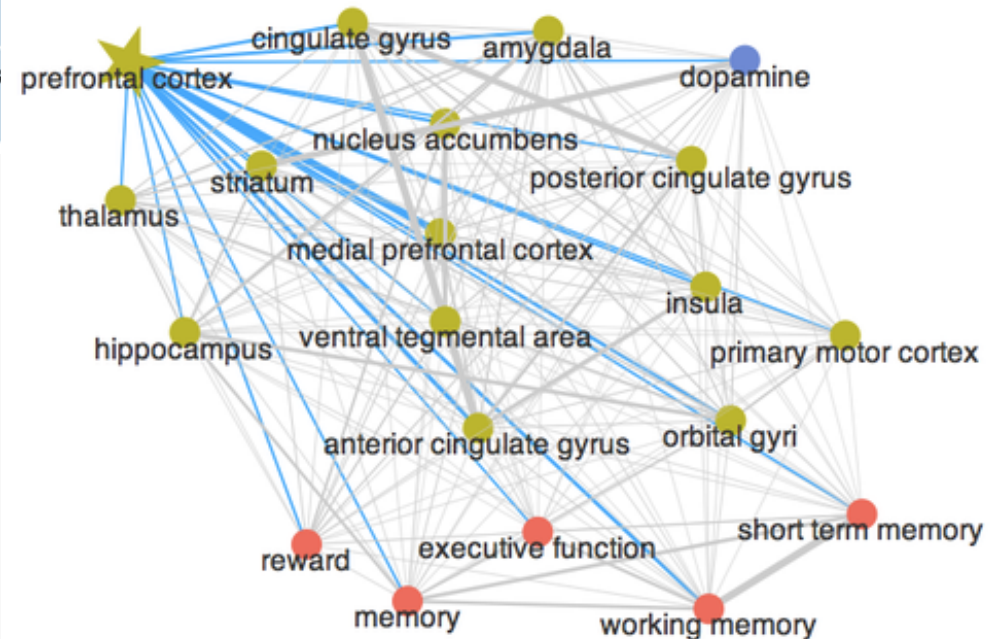 cingulate gyrus
amygdala
prefrontal cortex
dopamine
nucleus accumbens
posterior cingulate gyrus
striatum
thalamus
medial prefrontal cortex
insula
ventral tegmental area
hippocampus
primary motor cortex
anterior cingulate gyrus
orbital gyri
short term memory
executive function
reward
memory
working memory